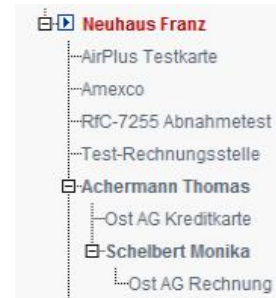 Neuhaus Franz
AirPlus Testkarte
Amexco
RfC-7255 Abnahmetest
Test-Rechnungsstelle
Achermann Thomas
Ost AG Kreditkarte
Schelbert Monika
Ost AG Rechnung